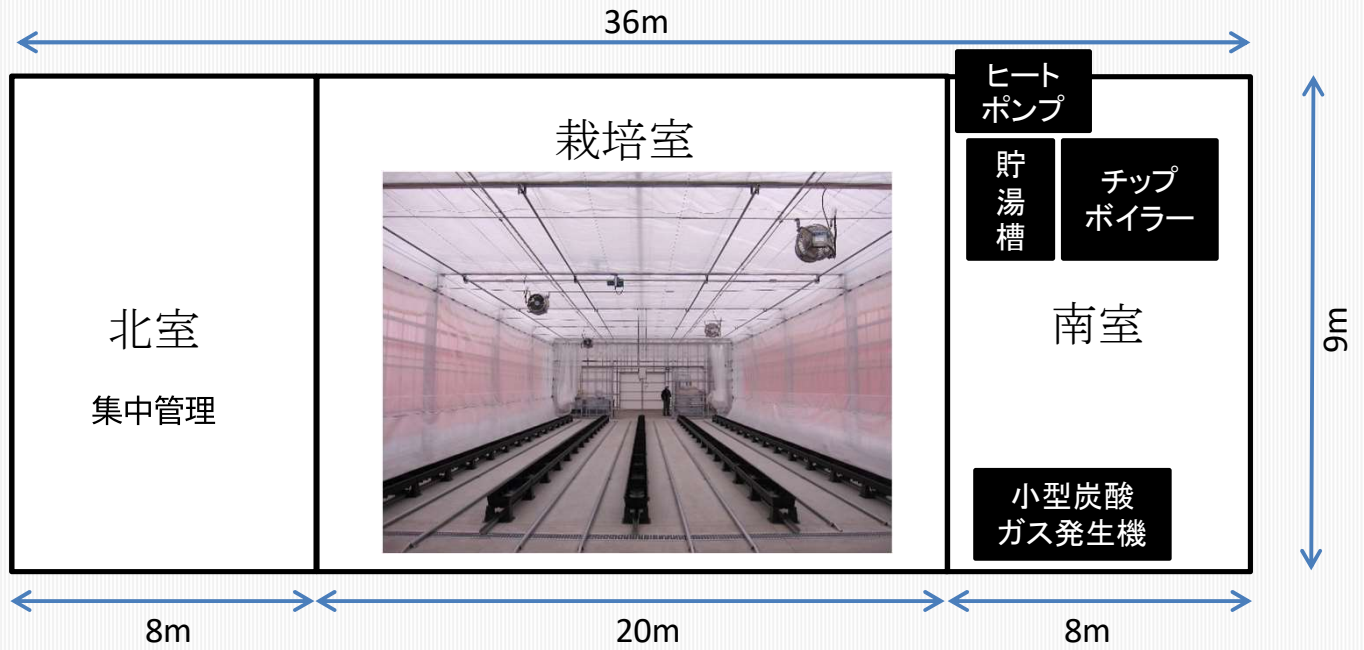 36m
ヒート
ポンプ
栽培室
貯
湯
槽
チップ
ボイラー
北室
集中管理
南室
9m
小型炭酸
ガス発生機
8m
20m
8m